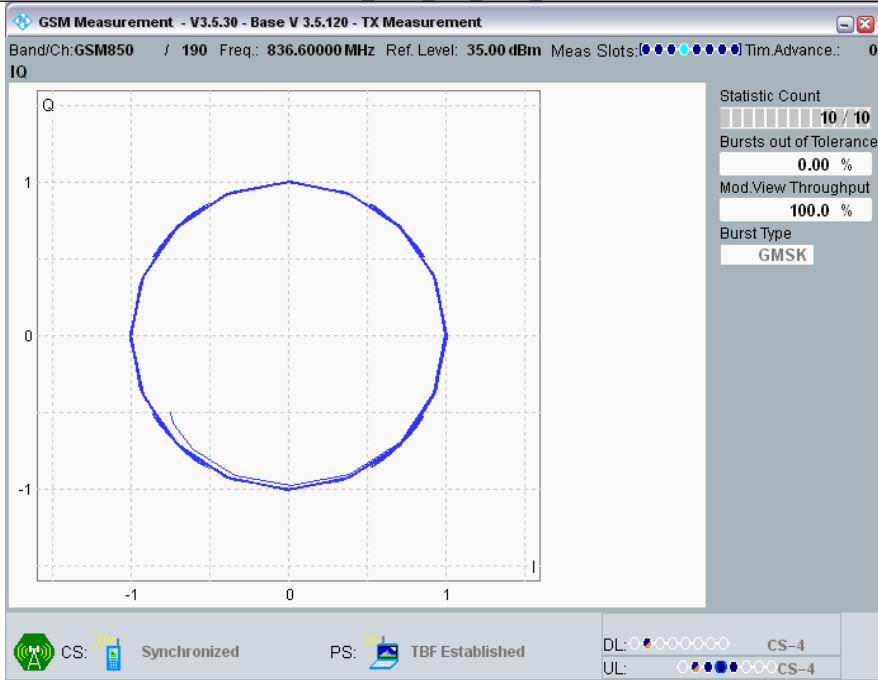 GSM Measurement - V3.5.30 - Base V 3.5.120 - TX Measurement
Band/Ch:GSM850 / 190 Freq.: 836.60000 MHz Ref. Level: 35.00 dBm Meas Slots: Tim.Advance.: 0
IQ
Q
Statistic Count
10 / 10
Bursts out of Tolerance
0.00 %
Mod.View Throughput
100.0 %
Burst Type
GMSK
1
0
-1
I
-1 0 1
CS: Synchronized PS: TBF Established
DL: CS-4
UL: CS-4